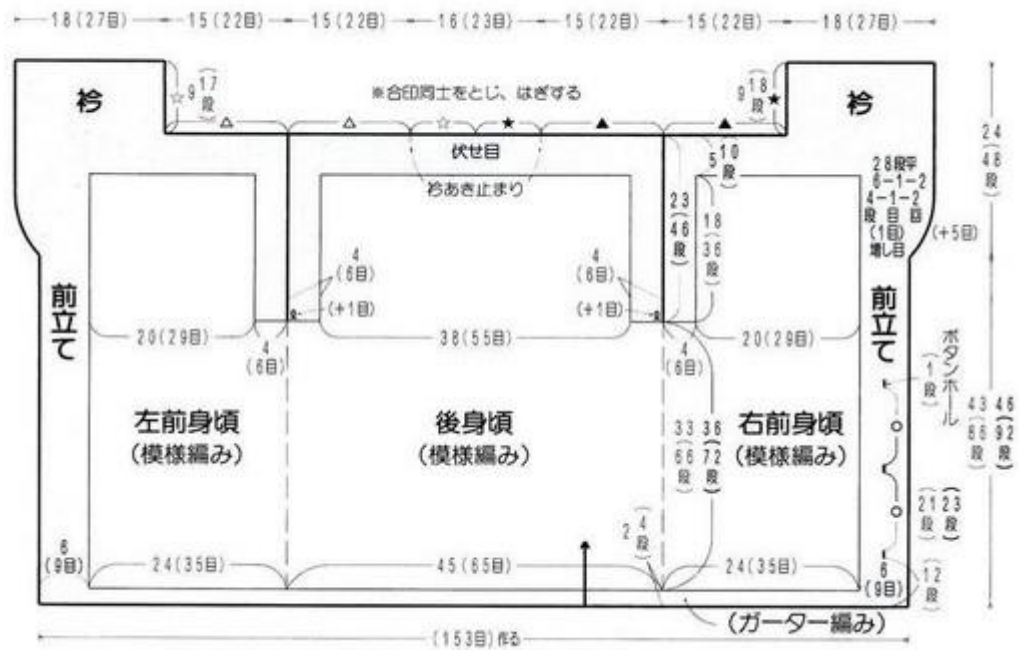 18(27目) 15(22目) 15(22目) 16(23目) 15(22目) 15(22目) 18(27目)
衿
☆ 9(17段)
※合印同士をとじ、はぎする
9(18段) ★
衿
△ △ ☆ ★ ▲ ▲
伏せ目
衿あき止まり
5(10段)
24(48段)
28段平
6-1-2
4-1-2
段目回
(1目)
増し目
(+5目)
23(46段)
18(36段)
4(6目)
(+1目)
4(6目)
(+1目)
前立て
前立て
20(29目)
4(6目)
38(55目)
4(6目)
20(29目)
ボタンホール
(1段)
左前身頃
(模様編み)
後身頃
(模様編み)
右前身頃
(模様編み)
33(66段)
36(72段)
43(86段)
46(92段)
(21段)
(23段)
2(4段)
6(9目)
24(35目)
45(65目)
24(35目)
6(9目)
(12段)
(ガーター編み)
(153目)作る